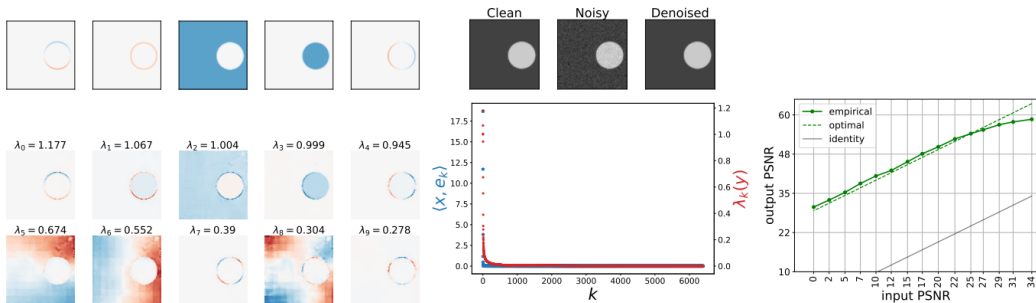 Clean Noisy Denoised
λ₀ = 1.177 λ₁ = 1.067 λ₂ = 1.004 λ₃ = 0.999 λ₄ = 0.945
λ₅ = 0.674 λ₆ = 0.552 λ₇ = 0.39 λ₈ = 0.304 λ₉ = 0.278
⟨x, eₖ⟩
17.5
15.0
12.5
10.0
7.5
5.0
2.5
0.0
0 1000 2000 3000 4000 5000 6000
k
1.2
1.0
0.8
0.6
0.4
0.2
0.0
λₖ(y)
empirical
optimal
identity
output PSNR
60
48
35
22
10
0 2 5 7 10 12 15 17 20 22 25 27 29 31 34
input PSNR